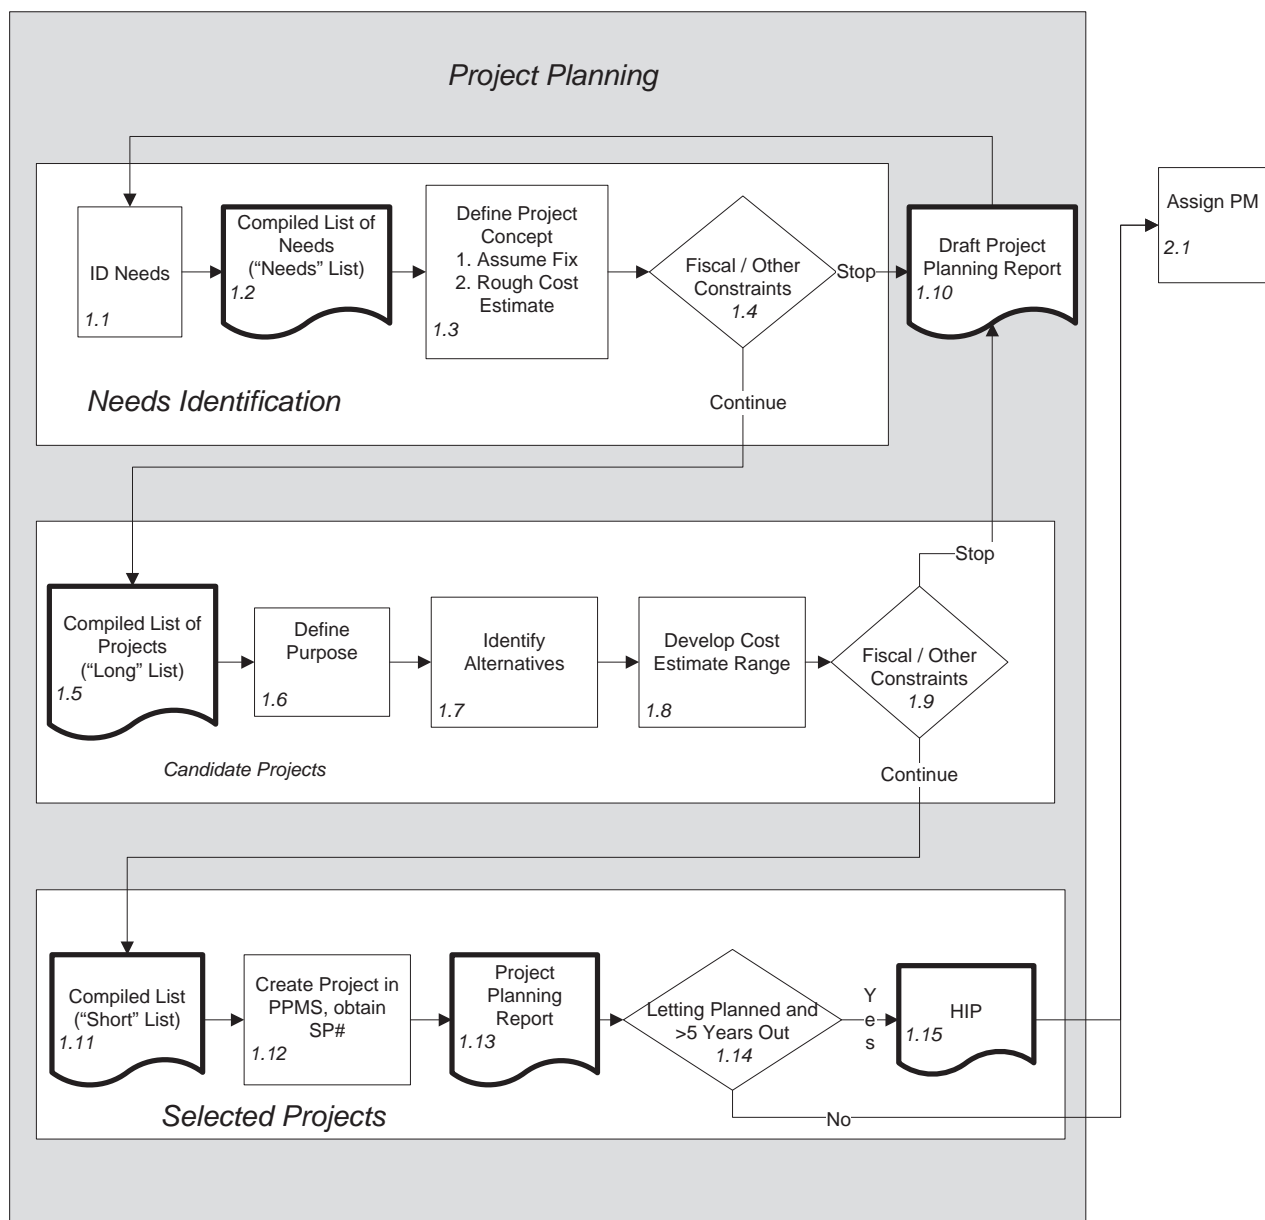 Project Planning
ID Needs
1.1
Compiled List of
Needs
(“Needs” List)
1.2
Define Project
Concept
1. Assume Fix
2. Rough Cost
Estimate
1.3
Fiscal / Other
Constraints
1.4
Stop
Draft Project
Planning Report
1.10
Assign PM
2.1
Needs Identification
Continue
Compiled List of
Projects
(“Long” List)
1.5
Define
Purpose
1.6
Identify
Alternatives
1.7
Develop Cost
Estimate Range
1.8
Stop
Fiscal / Other
Constraints
1.9
Candidate Projects
Continue
Compiled List
(“Short” List)
1.11
Create Project in
PPMS, obtain
SP#
1.12
Project
Planning
Report
1.13
Letting Planned and
>5 Years Out
1.14
Yes
HIP
1.15
Selected Projects
No